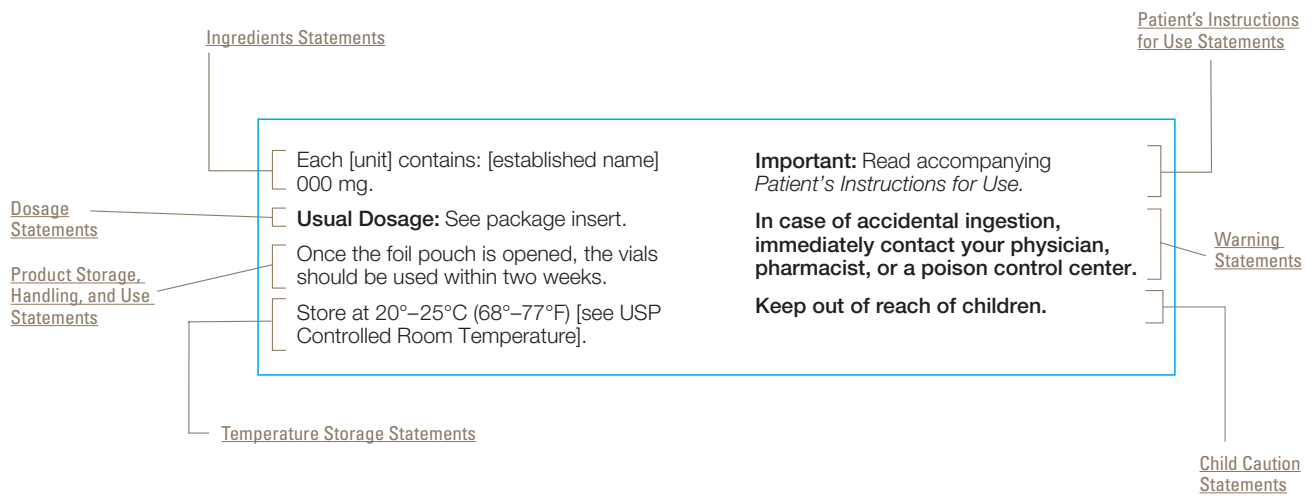 Ingredients Statements
Patient's Instructions
for Use Statements
Each [unit] contains: [established name]
000 mg.
Dosage
Statements
Usual Dosage: See package insert.
Product Storage,
Handling, and Use
Statements
Once the foil pouch is opened, the vials
should be used within two weeks.
Store at 20°–25°C (68°–77°F) [see USP
Controlled Room Temperature].
Temperature Storage Statements
Important: Read accompanying
Patient's Instructions for Use.
In case of accidental ingestion,
immediately contact your physician,
pharmacist, or a poison control center.
Warning
Statements
Keep out of reach of children.
Child Caution
Statements